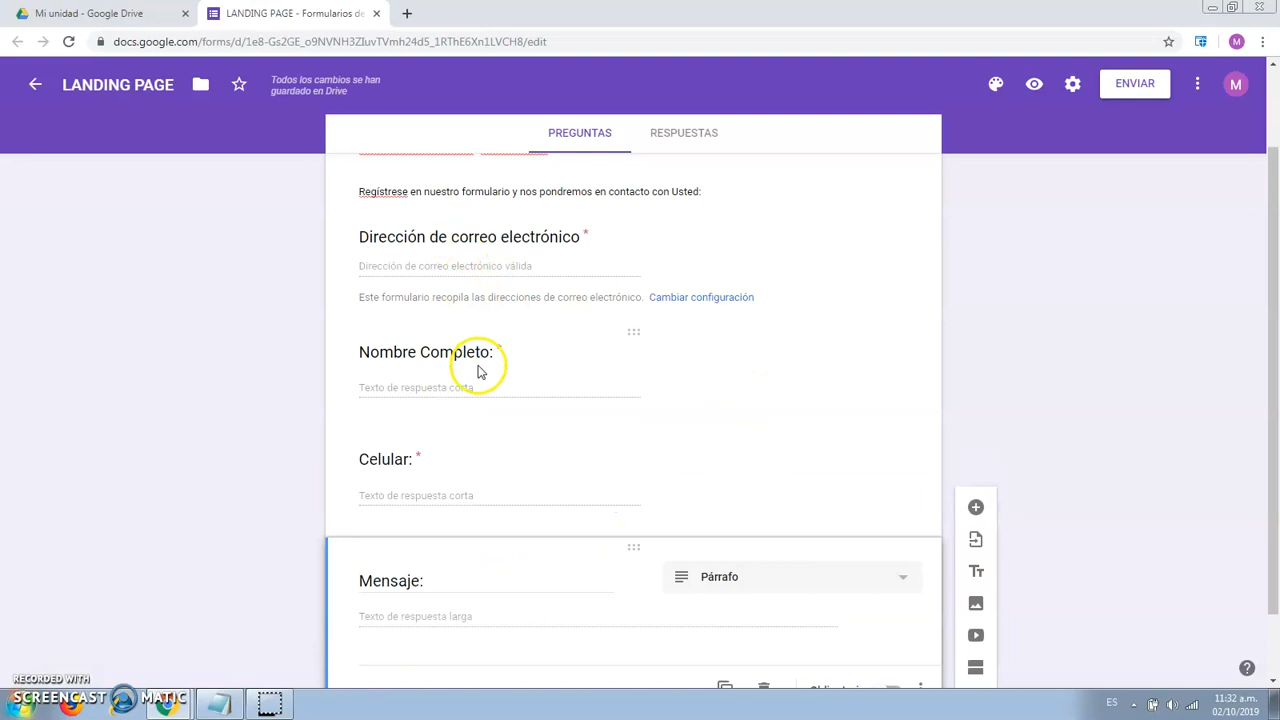 Mi unidad - Google Drive
LANDING PAGE - Formularios de
docs.google.com/forms/d/1e8-Gs2GE_o9NVNH3ZIuvTVmh24d5_1RThE6Xn1LVCH8/edit
M
LANDING PAGE
Todos los cambios se han
guardado en Drive
ENVIAR
M
PREGUNTAS
RESPUESTAS
Regístrese en nuestro formulario y nos pondremos en contacto con Usted:
Dirección de correo electrónico *
Dirección de correo electrónico válida
Este formulario recopila las direcciones de correo electrónico. Cambiar configuración
Nombre Completo: *
Texto de respuesta corta
Celular: *
Texto de respuesta corta
Mensaje:
Párrafo
Texto de respuesta larga
RECORDED WITH
SCREENCAST MATIC
ES
11:32 a.m.
02/10/2019